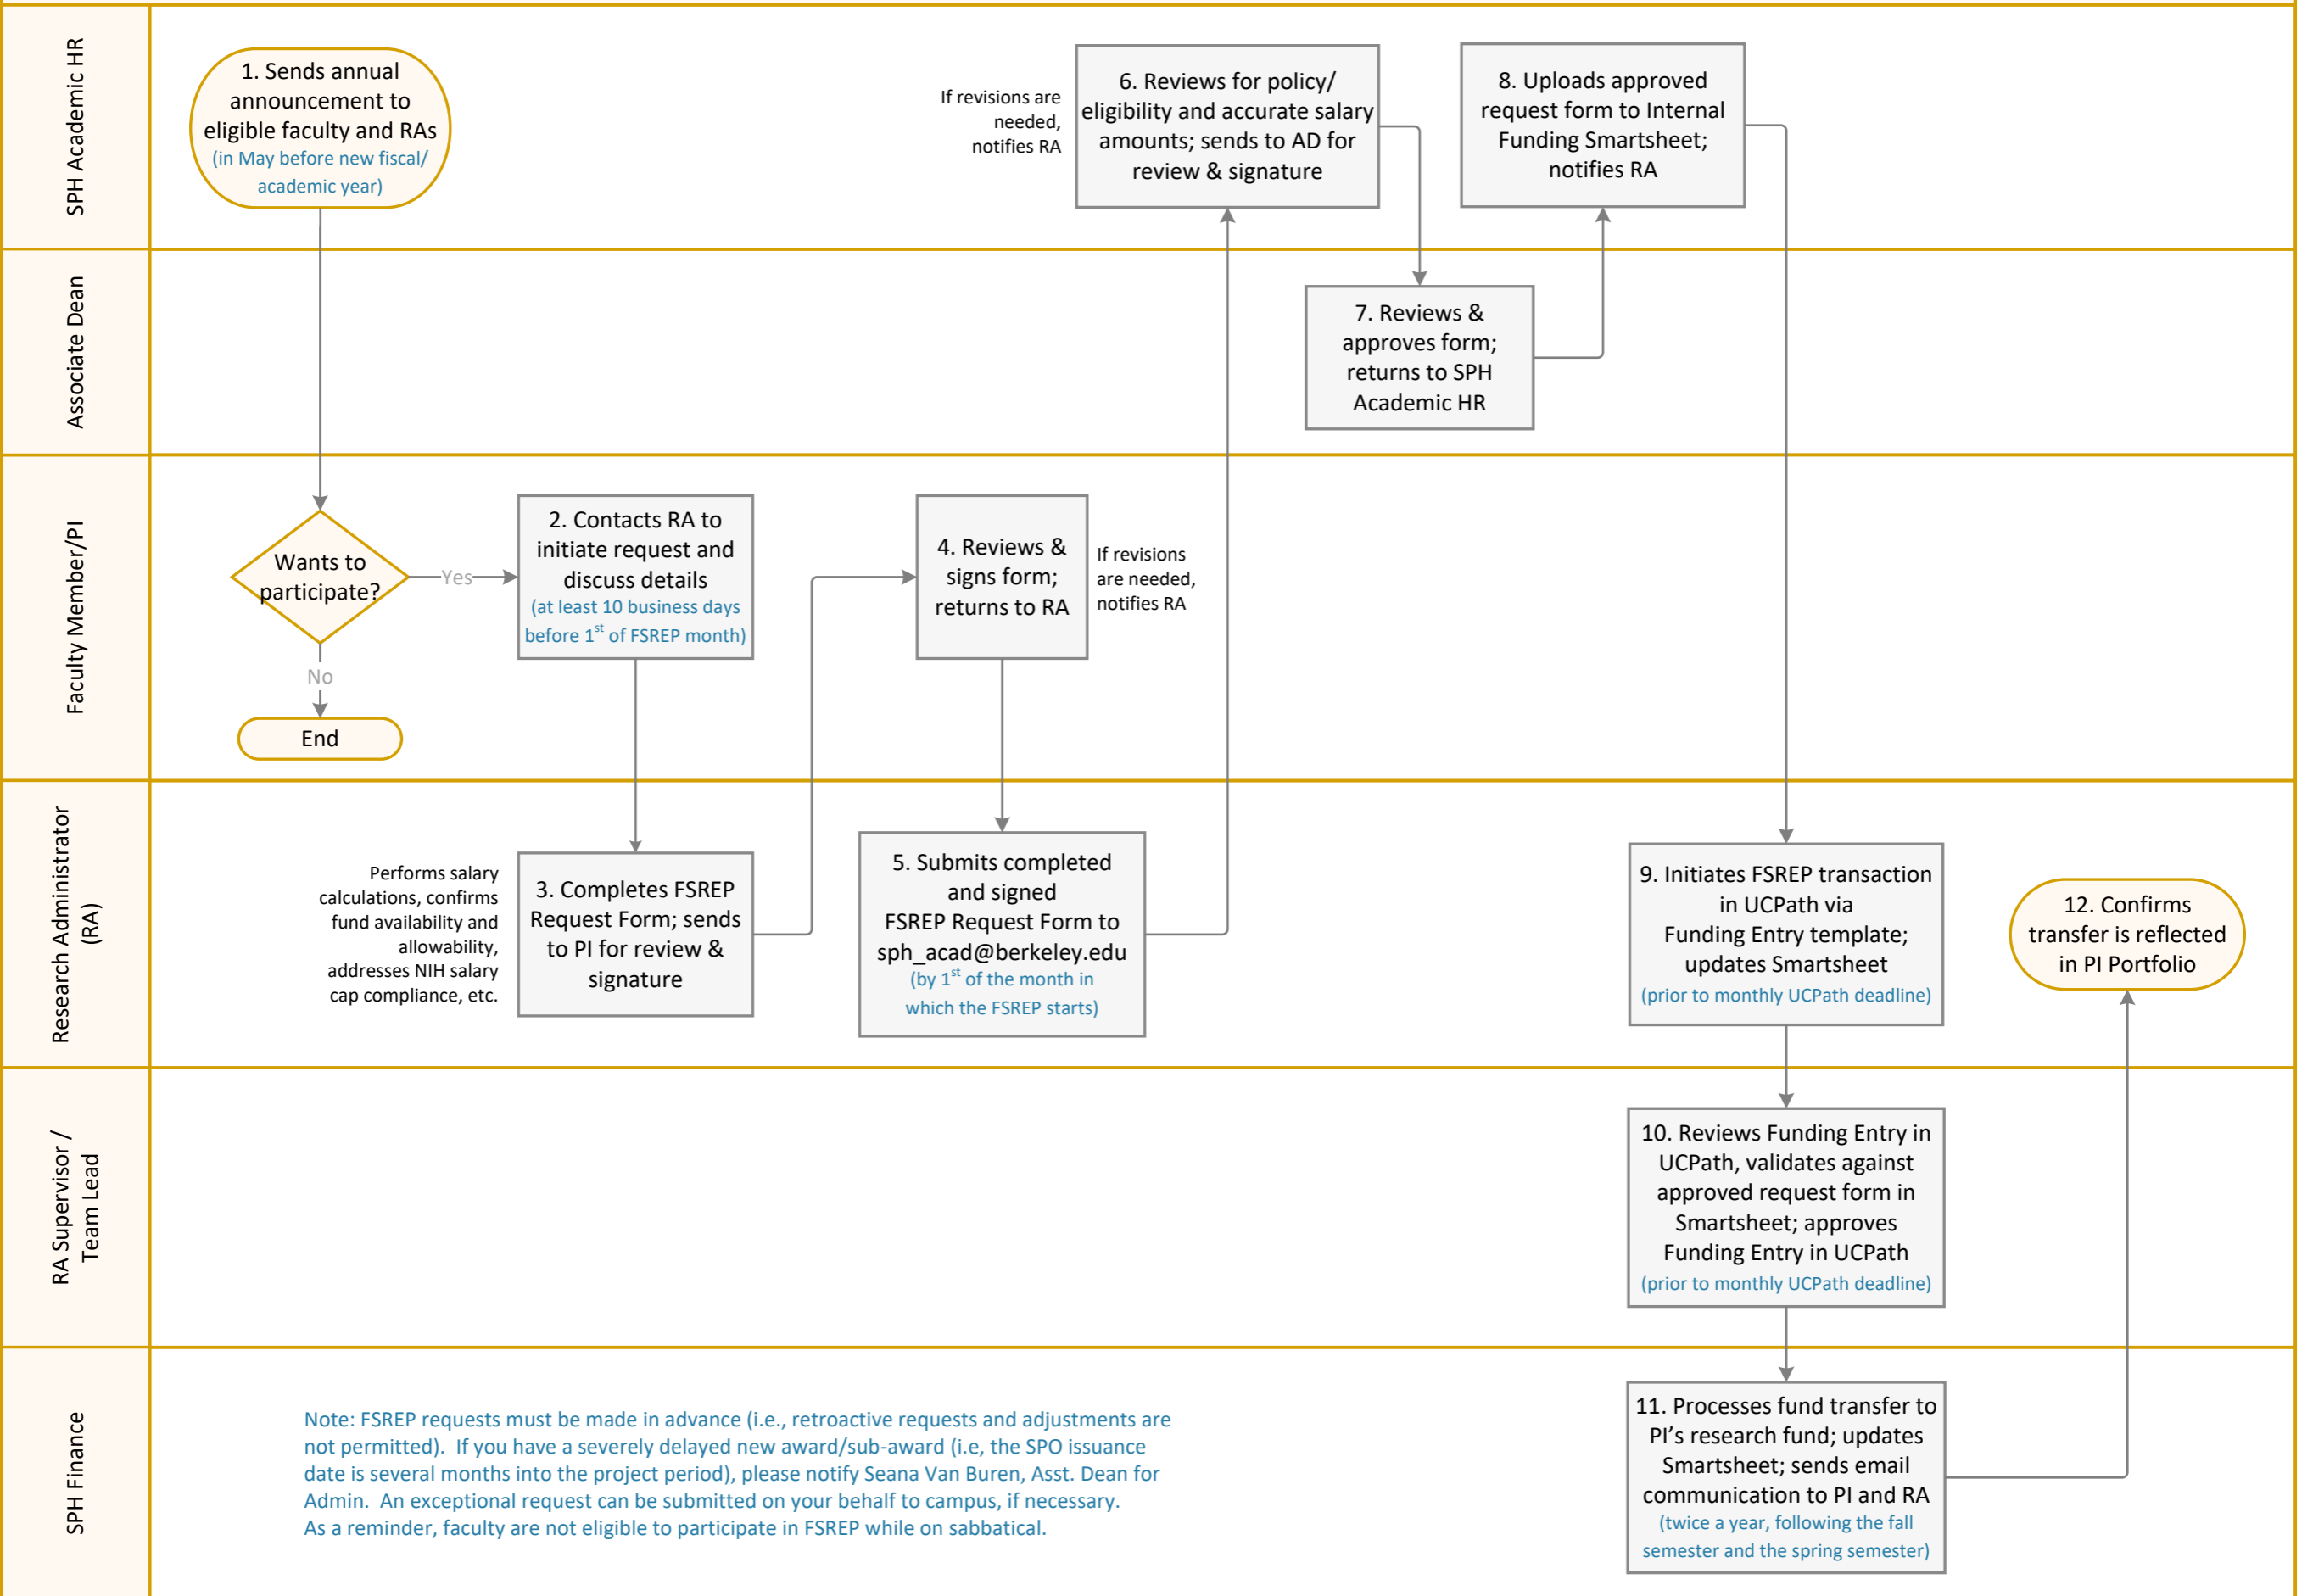 SPH Academic HR
1. Sends annual
announcement to
eligible faculty and RAs
(in May before new fiscal/
academic year)
If revisions are
needed,
notifies RA
6. Reviews for policy/
eligibility and accurate salary
amounts; sends to AD for
review & signature
8. Uploads approved
request form to Internal
Funding Smartsheet;
notifies RA
Associate Dean
7. Reviews &
approves form;
returns to SPH
Academic HR
Faculty Member/PI
Wants to
participate?
Yes
No
End
2. Contacts RA to
initiate request and
discuss details
(at least 10 business days
before 1st of FSREP month)
4. Reviews &
signs form;
returns to RA
If revisions
are needed,
notifies RA
Research Administrator
(RA)
Performs salary
calculations, confirms
fund availability and
allowability,
addresses NIH salary
cap compliance, etc.
3. Completes FSREP
Request Form; sends
to PI for review &
signature
5. Submits completed
and signed
FSREP Request Form to
sph_acad@berkeley.edu
(by 1st of the month in
which the FSREP starts)
9. Initiates FSREP transaction
in UCPath via
Funding Entry template;
updates Smartsheet
(prior to monthly UCPath deadline)
12. Confirms
transfer is reflected
in PI Portfolio
RA Supervisor /
Team Lead
10. Reviews Funding Entry in
UCPath, validates against
approved request form in
Smartsheet; approves
Funding Entry in UCPath
(prior to monthly UCPath deadline)
SPH Finance
Note: FSREP requests must be made in advance (i.e., retroactive requests and adjustments are
not permitted). If you have a severely delayed new award/sub-award (i.e, the SPO issuance
date is several months into the project period), please notify Seana Van Buren, Asst. Dean for
Admin. An exceptional request can be submitted on your behalf to campus, if necessary.
As a reminder, faculty are not eligible to participate in FSREP while on sabbatical.
11. Processes fund transfer to
PI's research fund; updates
Smartsheet; sends email
communication to PI and RA
(twice a year, following the fall
semester and the spring semester)